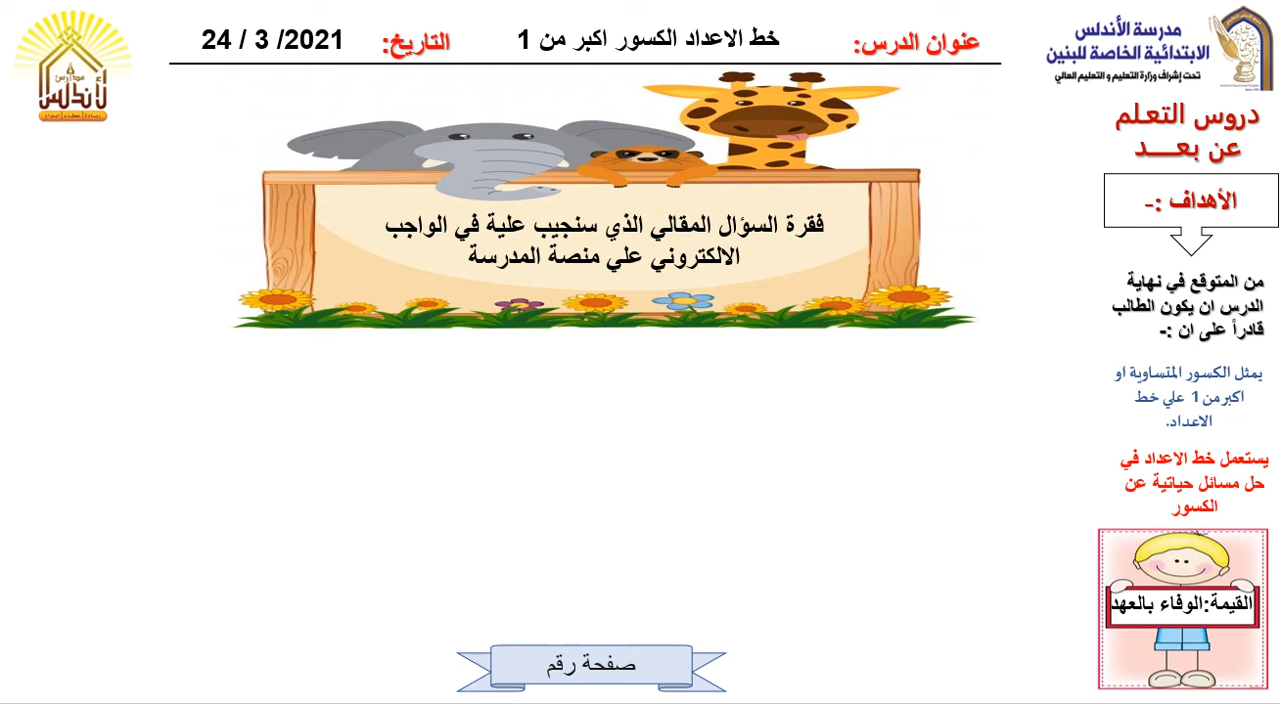 مدرسة الأندلس
الابتدائية الخاصة للبنين
تحت إشراف وزارة التعليم و التعليم العالي
عنوان الدرس: خط الاعداد الكسور اكبر من 1
التاريخ: 24 / 3 /2021
مدارس
الأندلس
دروس التعـلم
عن بعــــد
الأهداف :-
من المتوقع في نهاية
الدرس ان يكون الطالب
قادراً على ان :-
يمثل الكسور المتساوية او
اكبر من 1 علي خط
الاعداد.
يستعمل خط الاعداد في
حل مسائل حياتية عن
الكسور
القيمة:الوفاء بالعهد
فقرة السؤال المقالي الذي سنجيب علية في الواجب
الالكتروني علي منصة المدرسة
صفحة رقم